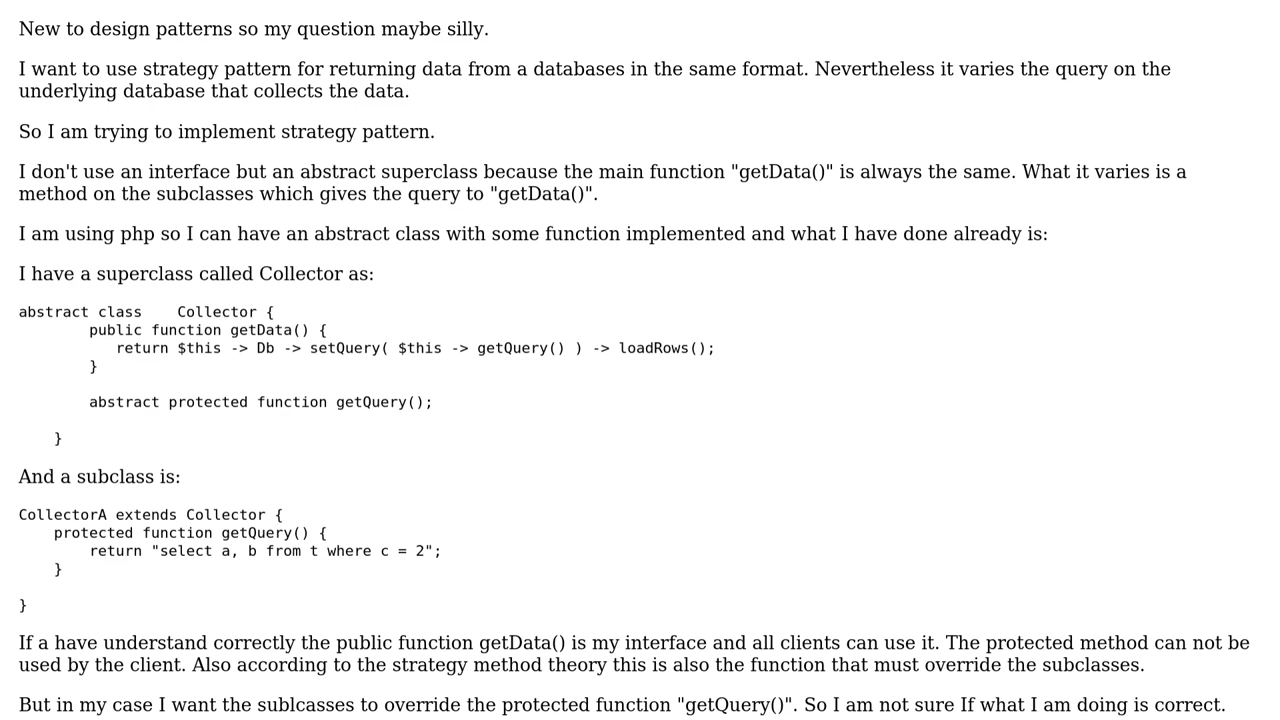 New to design patterns so my question maybe silly.
I want to use strategy pattern for returning data from a databases in the same format. Nevertheless it varies the query on the
underlying database that collects the data.
So I am trying to implement strategy pattern.
I don't use an interface but an abstract superclass because the main function "getData()" is always the same. What it varies is a
method on the subclasses which gives the query to "getData()".
I am using php so I can have an abstract class with some function implemented and what I have done already is:
I have a superclass called Collector as:
abstract class    Collector {
        public function getData() {
           return $this -> Db -> setQuery( $this -> getQuery() ) -> loadRows();
        }
        abstract protected function getQuery();
    }
And a subclass is:
CollectorA extends Collector {
    protected function getQuery() {
        return "select a, b from t where c = 2";
    }
}
If a have understand correctly the public function getData() is my interface and all clients can use it. The protected method can not be
used by the client. Also according to the strategy method theory this is also the function that must override the subclasses.
But in my case I want the sublcasses to override the protected function "getQuery()". So I am not sure If what I am doing is correct.